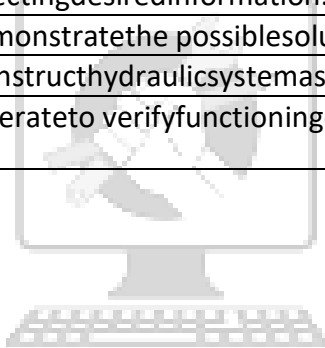 ectingdesiredinformation.
monstratethe possiblesolu
nstructhydraulicsystemas
erateto verifyfunctioning